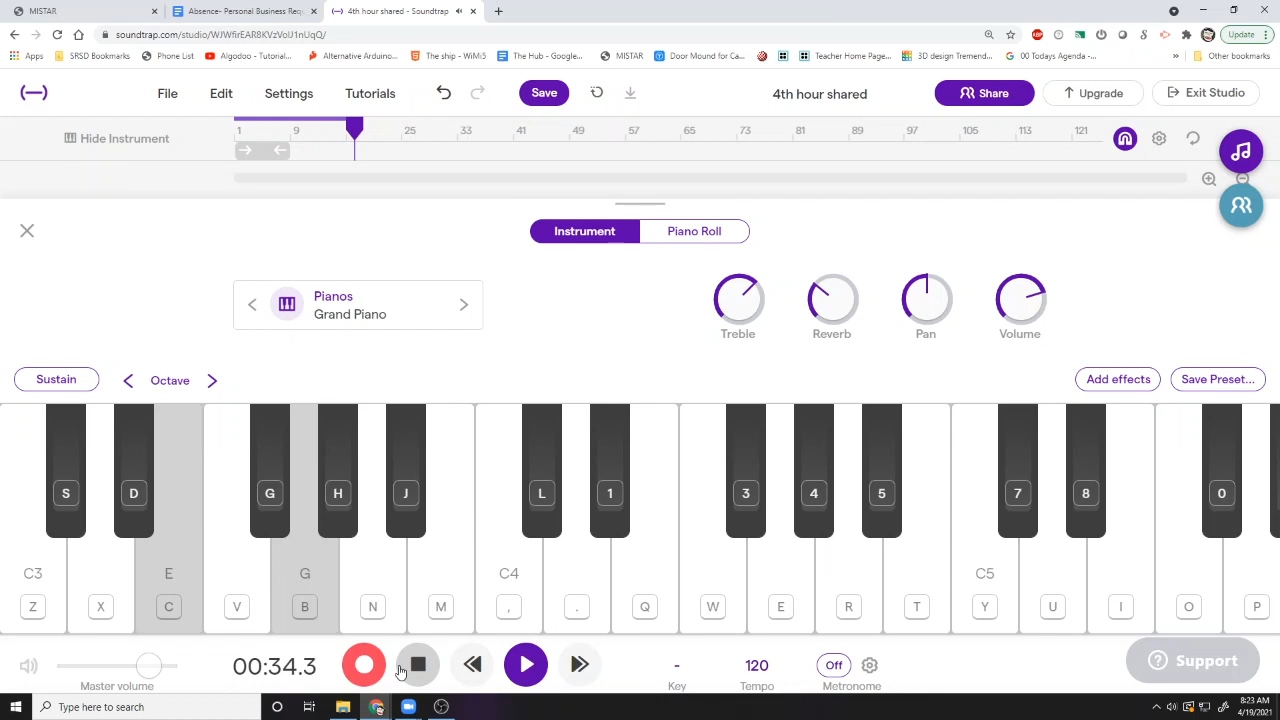 MISTAR
Absence- Personal Business Req
4th hour shared - Soundtrap
soundtrap.com/studio/WJWfirEAR8KVzVolJ1nUqQ/
Update
Apps SRSD Bookmarks Phone List Algodoo - Tutorial... Alternative Arduino... The ship - WiMi5 The Hub - Google... MISTAR Door Mound for Ca... Teacher Home Page... 3D design Tremend... 00 Todays Agenda -... » Other bookmarks
File Edit Settings Tutorials Save 4th hour shared Share Upgrade Exit Studio
Hide Instrument
1 9 25 33 41 49 57 65 73 81 89 97 105 113 121
Instrument Piano Roll
Pianos
Grand Piano
Treble Reverb Pan Volume
Sustain Octave Add effects Save Preset...
S D G H J L 1 3 4 5 7 8 0
C3 E G C4 C5
Z X C V B N M , . Q W E R T Y U I O P
00:34.3 - 120 Off Support
Master volume Key Tempo Metronome
Type here to search
8:23 AM
4/19/2021